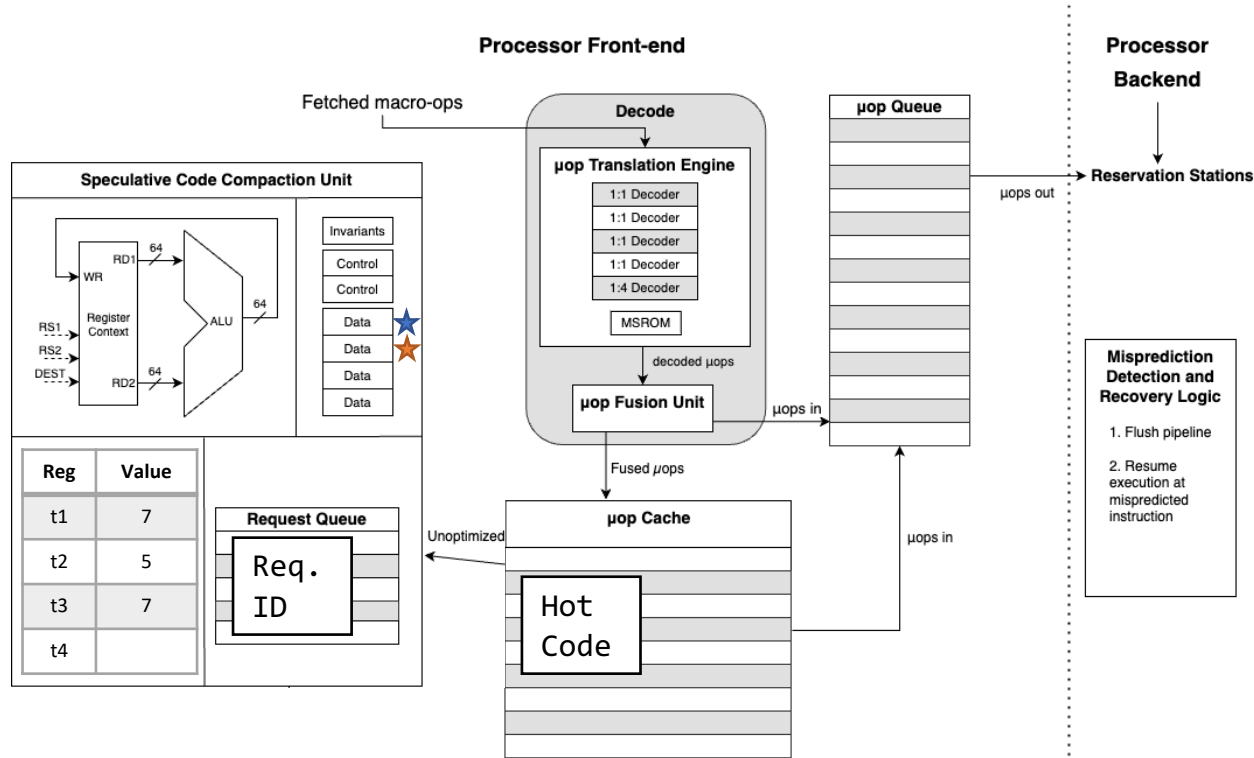 Processor Front-end
Processor
Backend
Fetched macro-ops
Decode
µop Translation Engine
1:1 Decoder
1:1 Decoder
1:1 Decoder
1:1 Decoder
1:4 Decoder
MSROM
decoded µops
µop Fusion Unit
µops in
Fused µops
µop Queue
µops out
Reservation Stations
Speculative Code Compaction Unit
WR
RD1
64
Register
Context
ALU
64
RS1
RS2
DEST
RD2
64
Invariants
Control
Control
Data
Data
Data
Data
Reg Value
t1 7
t2 5
t3 7
t4
Request Queue
Req.
ID
Unoptimized
µop Cache
Hot
Code
µops in
Misprediction
Detection and
Recovery Logic
1. Flush pipeline
2. Resume
execution at
mispredicted
instruction